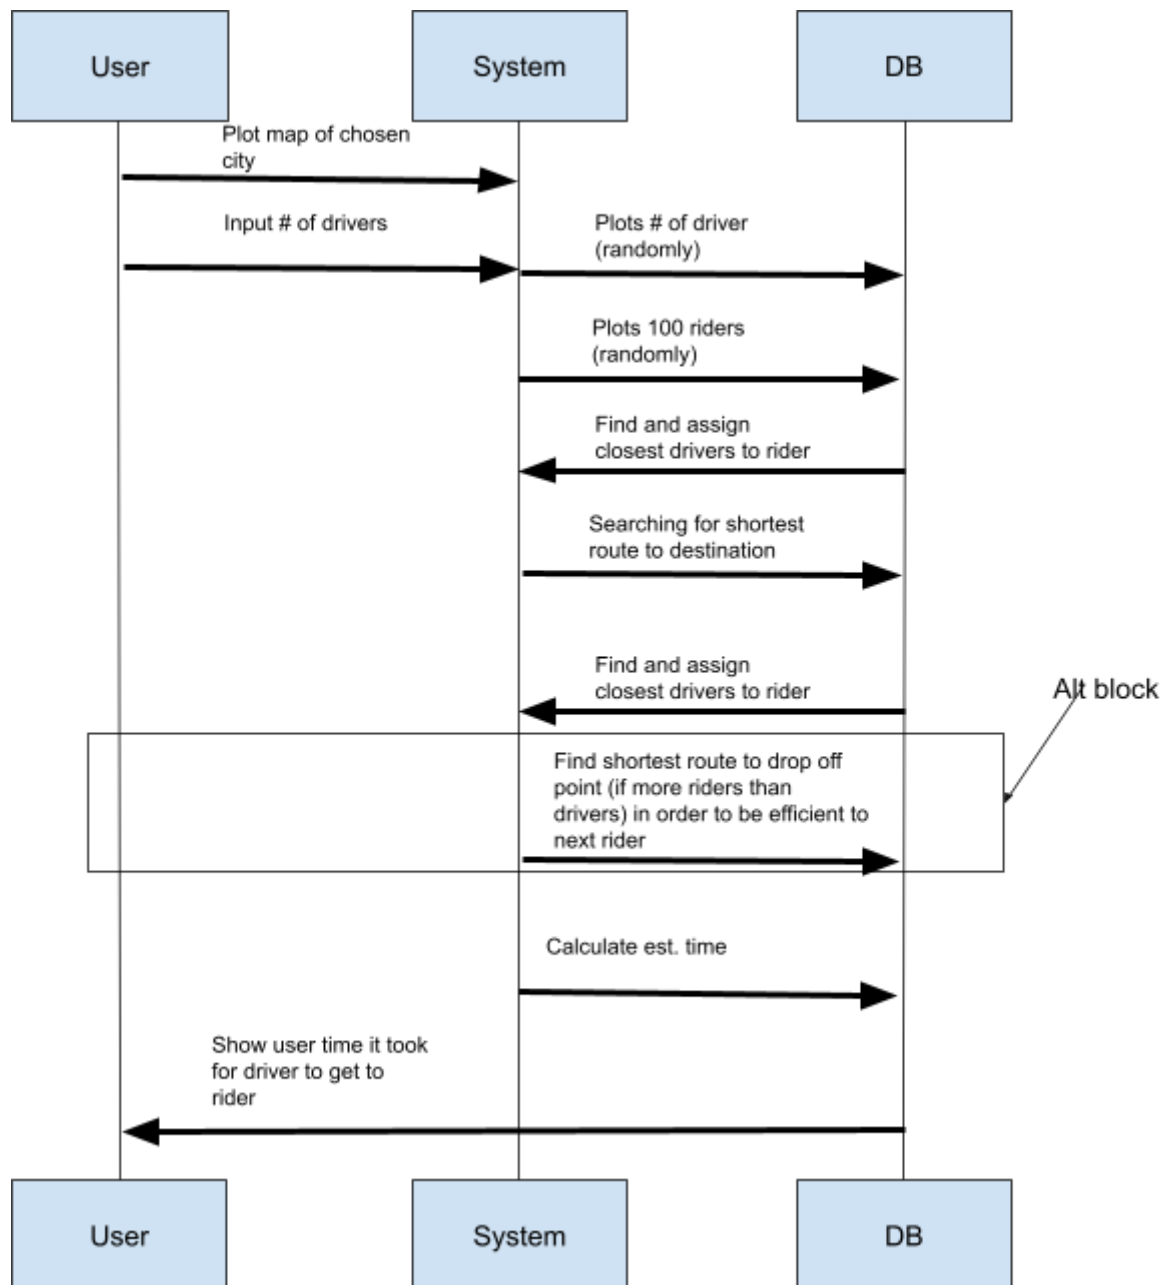 User
System
DB
Plot map of chosen
city
Input # of drivers
Plots # of driver
(randomly)
Plots 100 riders
(randomly)
Find and assign
closest drivers to rider
Searching for shortest
route to destination
Find and assign
closest drivers to rider
Alt block
Find shortest route to drop off
point (if more riders than
drivers) in order to be efficient to
next rider
Calculate est. time
Show user time it took
for driver to get to
rider
User
System
DB